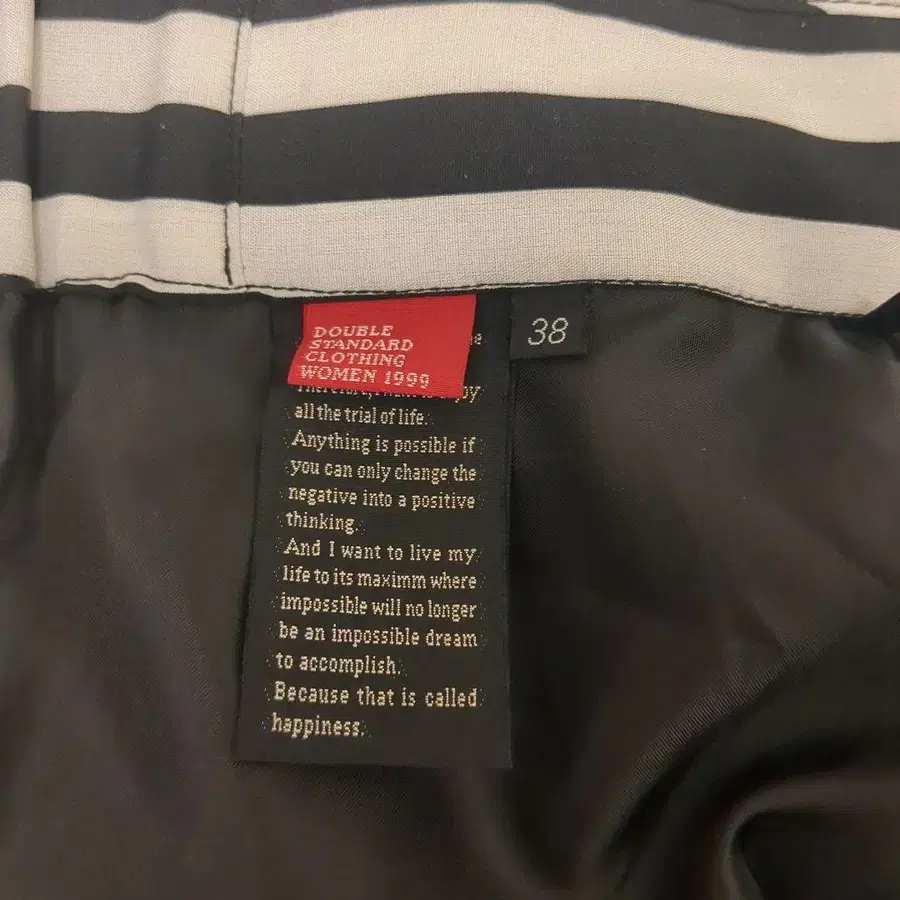 DOUBLE
STANDARD
CLOTHING
WOMEN 1999
38
all the trial of life.
Anything is possible if
you can only change the
negative into a positive
thinking.
And I want to live my
life to its maximm where
impossible will no longer
be an impossible dream
to accomplish.
Because that is called
happiness.